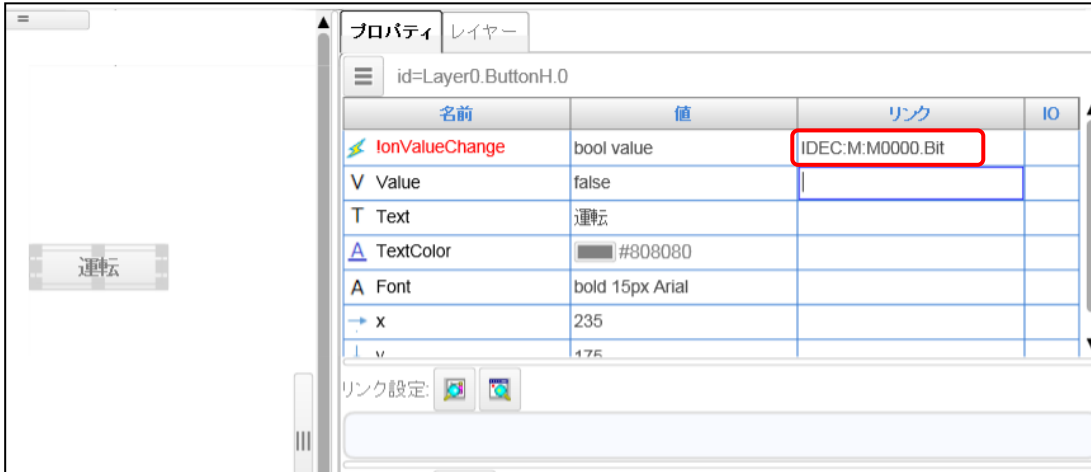 プロパティ レイヤー
id=Layer0.ButtonH.0
名前 値 リンク IO
!onValueChange bool value IDEC:M:M0000.Bit
V Value false
T Text 運転
A TextColor #808080
A Font bold 15px Arial
x 235
y 175
リンク設定:
運転